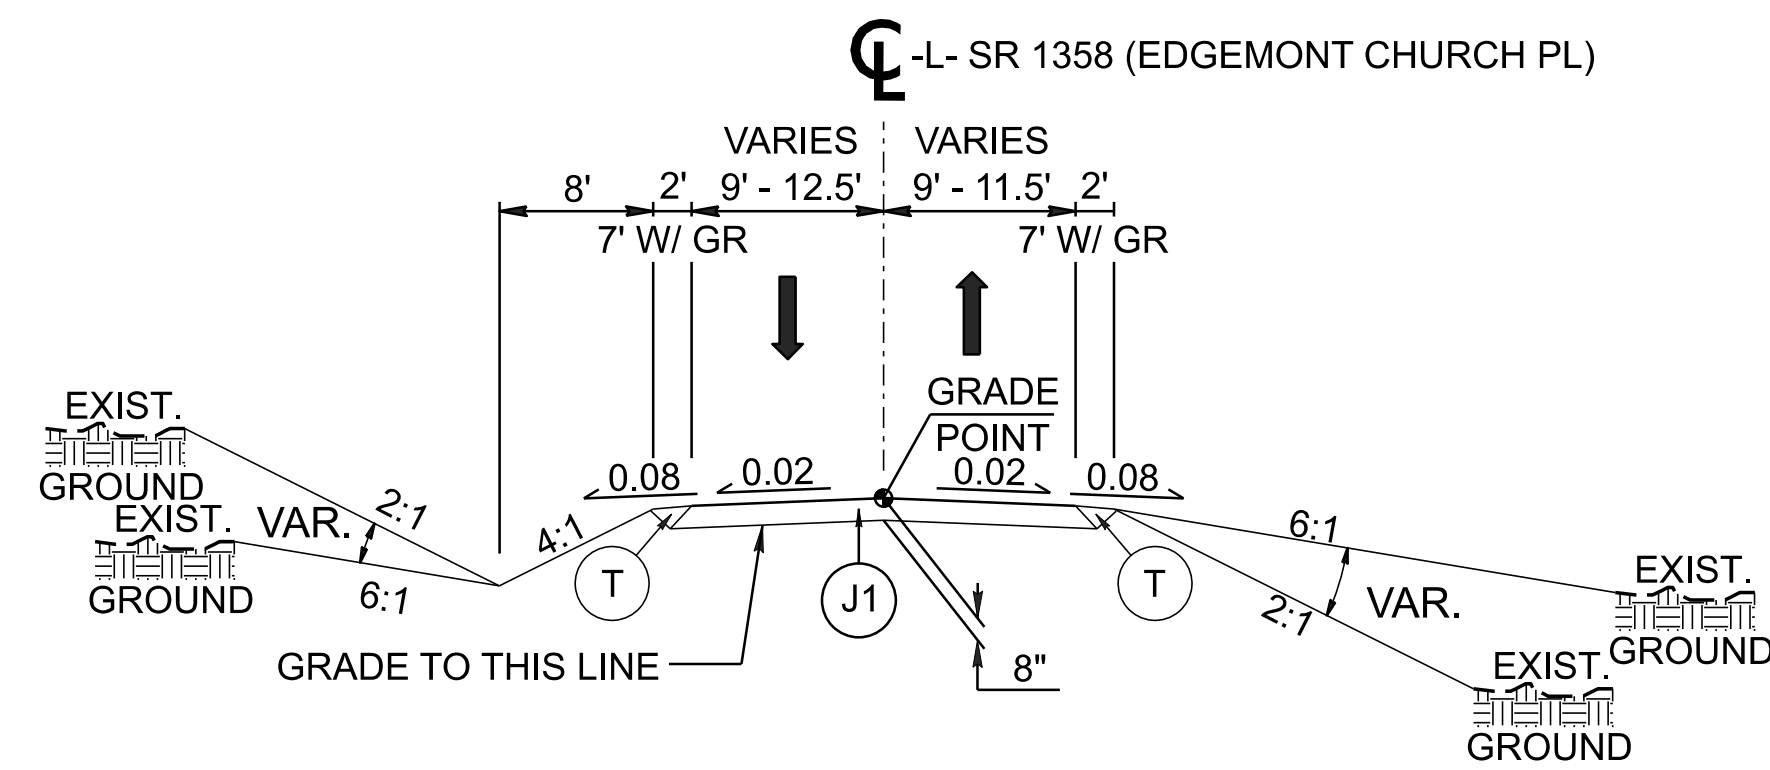 ℄ -L- SR 1358 (EDGEMONT CHURCH PL)
VARIES VARIES
8' 2' 9' - 12.5' 9' - 11.5' 2'
7' W/ GR 7' W/ GR
GRADE
POINT
0.08 0.02 0.02 0.08
EXIST.
GROUND
EXIST.
GROUND
VAR.
2:1
6:1
4:1
T
J1
T
6:1
2:1
VAR.
EXIST.
GROUND
EXIST.
GROUND
GRADE TO THIS LINE
8"